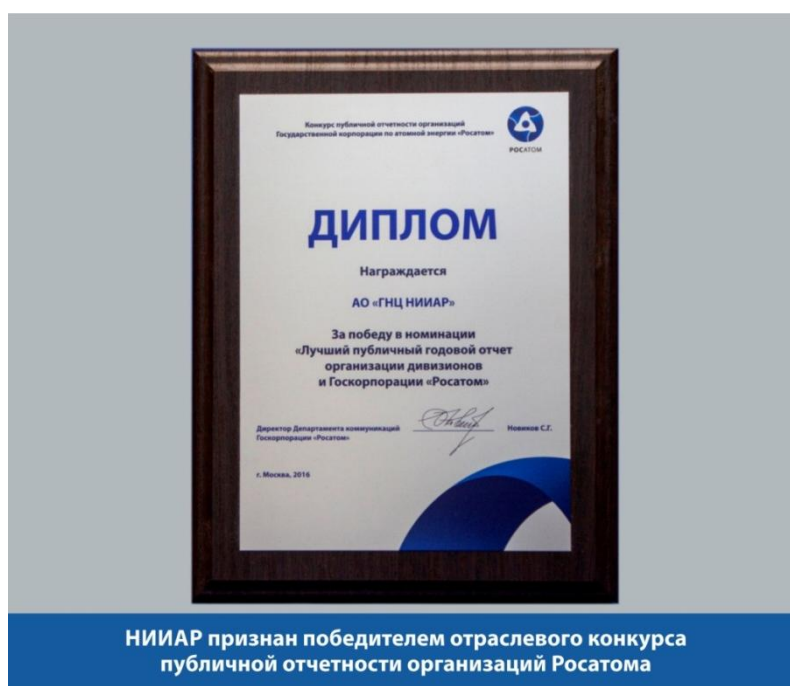 Конкурс публичной отчетности организаций
Государственной корпорации по атомной энергии «Росатом»
РОСАТОМ
ДИПЛОМ
Награждается
АО «ГНЦ НИИАР»
За победу в номинации
«Лучший публичный годовой отчет
организации дивизионов
и Госкорпорации «Росатом»
Директор Департамента коммуникаций
Госкорпорации «Росатом»
Новиков С.Г.
г. Москва, 2016
НИИАР признан победителем отраслевого конкурса
публичной отчетности организаций Росатома